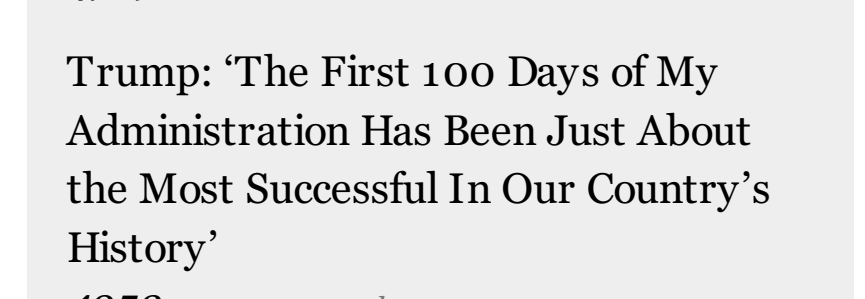 Trump: ‘The First 100 Days of My
Administration Has Been Just About
the Most Successful In Our Country’s
History’